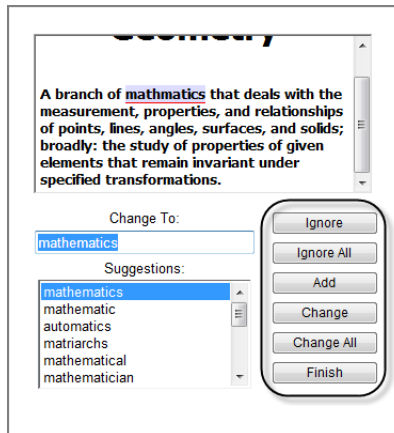 Geometry
A branch of mathmatics that deals with the
measurement, properties, and relationships
of points, lines, angles, surfaces, and solids;
broadly: the study of properties of given
elements that remain invariant under
specified transformations.
Change To:
mathematics
Suggestions:
mathematics
mathematic
automatics
matriarchs
mathematical
mathematician
Ignore
Ignore All
Add
Change
Change All
Finish